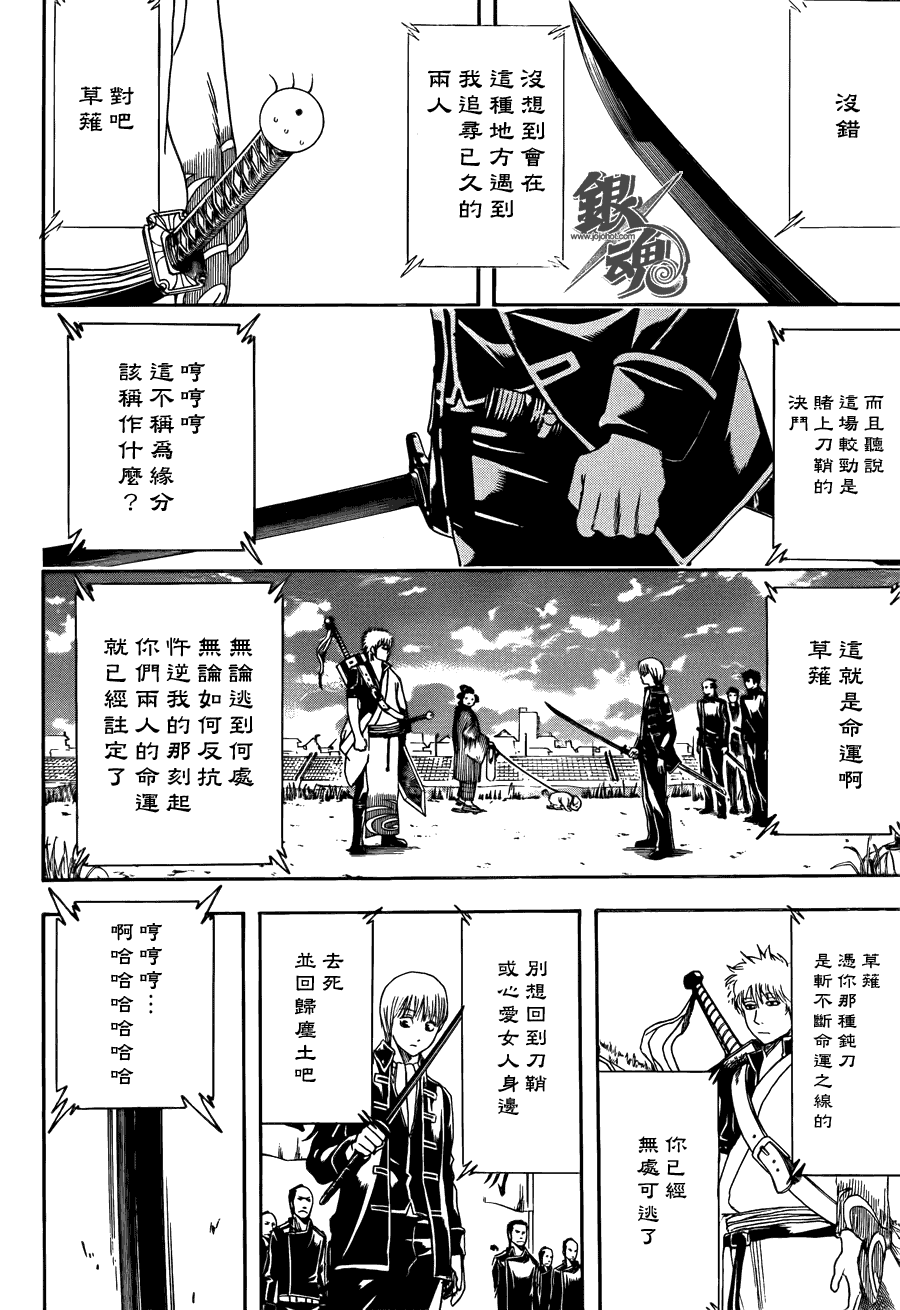 沒錯
沒想到會在
這種地方遇到
我追尋已久的
兩人
銀魂
www.jojohot.com
對吧
草薙
而且聽說
這場較勁是
賭上刀鞘的
決鬥
哼哼哼
這不稱為緣分
該稱作什麼？
這就是命運啊
草薙
無論逃到何處
無論如何反抗
忤逆我的那刻起
你們兩人的命運
就已經註定了
草薙
憑你那種鈍刀
是斬不斷命運之線的
你已經
無處可逃了
別想回到刀鞘
或心愛女人身邊
去死
並回歸塵土吧
哼哼哼…
啊哈哈哈哈哈